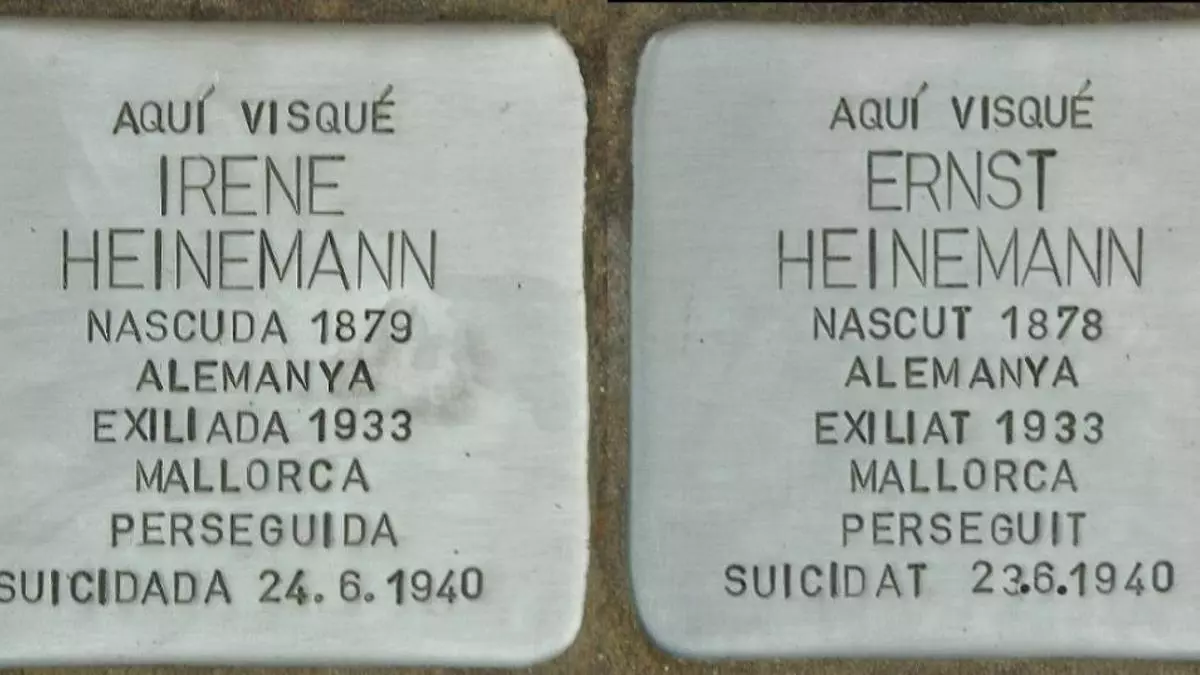 AQUÍ VISQUÉ
IRENE
HEINEMANN
NASCUDA 1879
ALEMANYA
EXILIADA 1933
MALLORCA
PERSEGUIDA
SUICIDADA 24.6.1940
AQUÍ VISQUÉ
ERNST
HEINEMANN
NASCUT 1878
ALEMANYA
EXILIAT 1933
MALLORCA
PERSEGUIT
SUICIDAT 23.6.1940